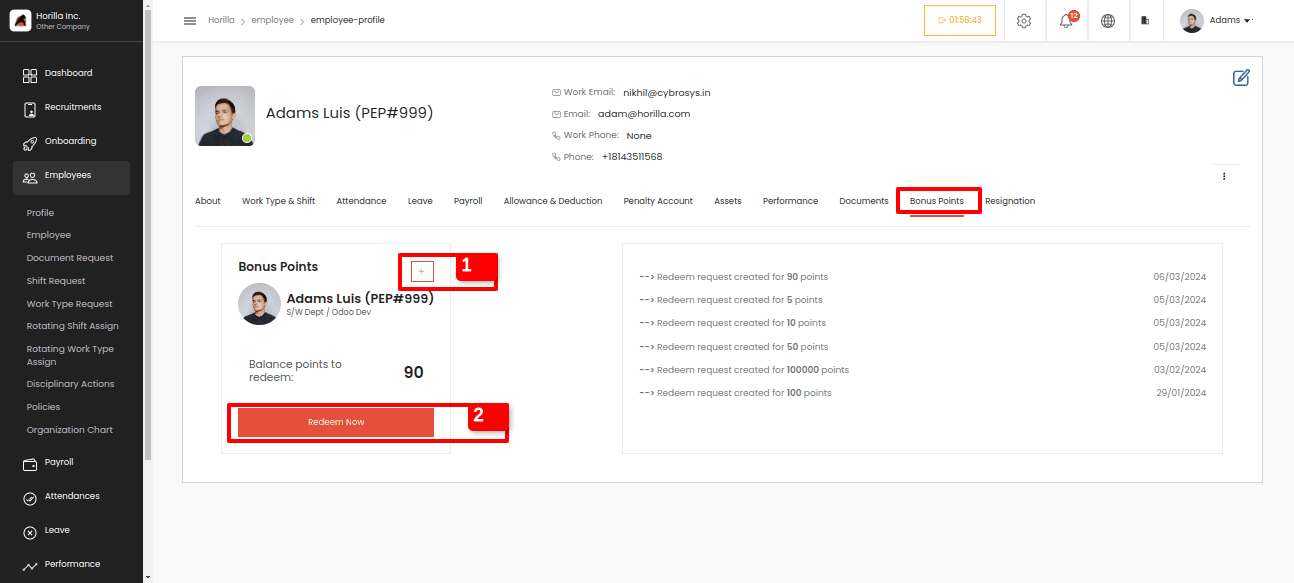 Horilla Inc.
Other Company
Dashboard
Recruitments
Onboarding
Employees
Profile
Employee
Document Request
Shift Request
Work Type Request
Rotating Shift Assign
Rotating Work Type
Assign
Disciplinary Actions
Policies
Organization Chart
Payroll
Attendances
Leave
Performance
Horilla > employee > employee-profile
01:58:43
12
Adams
Adams Luis (PEP#999)
Work Email: nikhil@cybrosys.in
Email: adam@horilla.com
Work Phone: None
Phone: +18143511568
About Work Type & Shift Attendance Leave Payroll Allowance & Deduction Penalty Account Assets Performance Documents Bonus Points Resignation
Bonus Points + 1
Adams Luis (PEP#999)
S/W Dept / Odoo Dev
Balance points to
redeem: 90
Redeem Now 2
--> Redeem request created for 90 points 06/03/2024
--> Redeem request created for 5 points 05/03/2024
--> Redeem request created for 10 points 05/03/2024
--> Redeem request created for 50 points 05/03/2024
--> Redeem request created for 100000 points 03/02/2024
--> Redeem request created for 100 points 29/01/2024